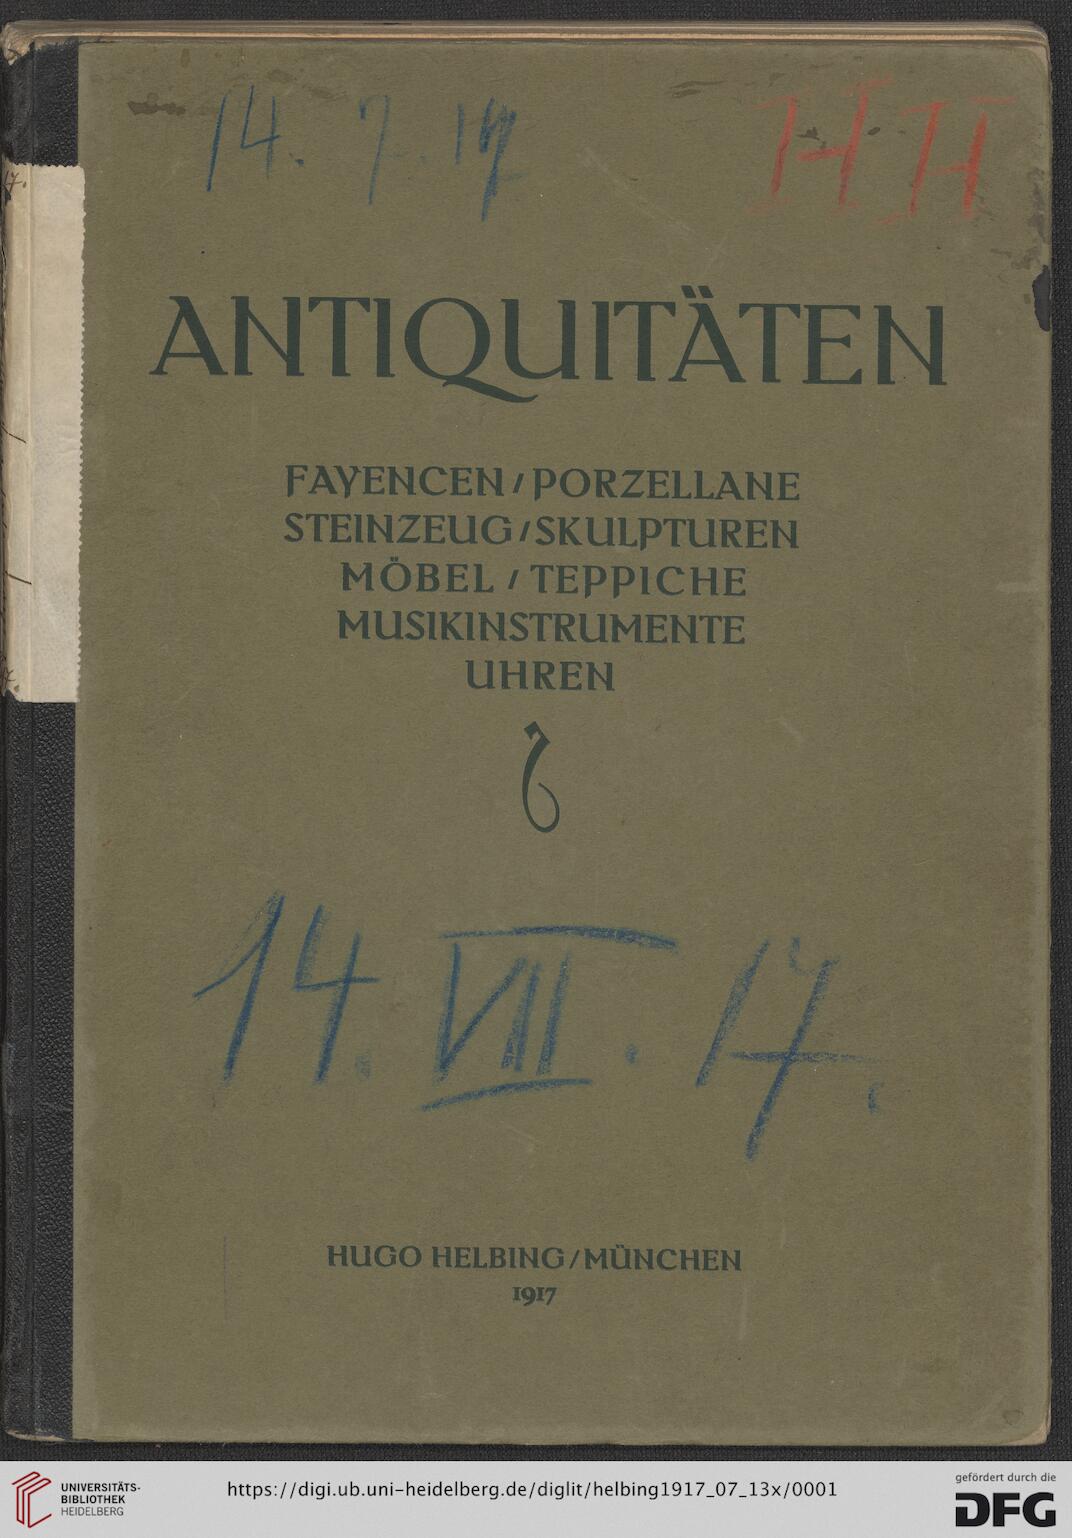 14. 7. 17
HH
ANTIQUITÄTEN
FAYENCEN / PORZELLANE
STEINZEUG / SKULPTUREN
MÖBEL / TEPPICHE
MUSIKINSTRUMENTE
UHREN
14. VII. 17.
HUGO HELBING / MÜNCHEN
1917
UNIVERSITÄTS-
BIBLIOTHEK
HEIDELBERG
https://digi.ub.uni-heidelberg.de/diglit/helbing1917_07_13x/0001
gefördert durch die
DFG